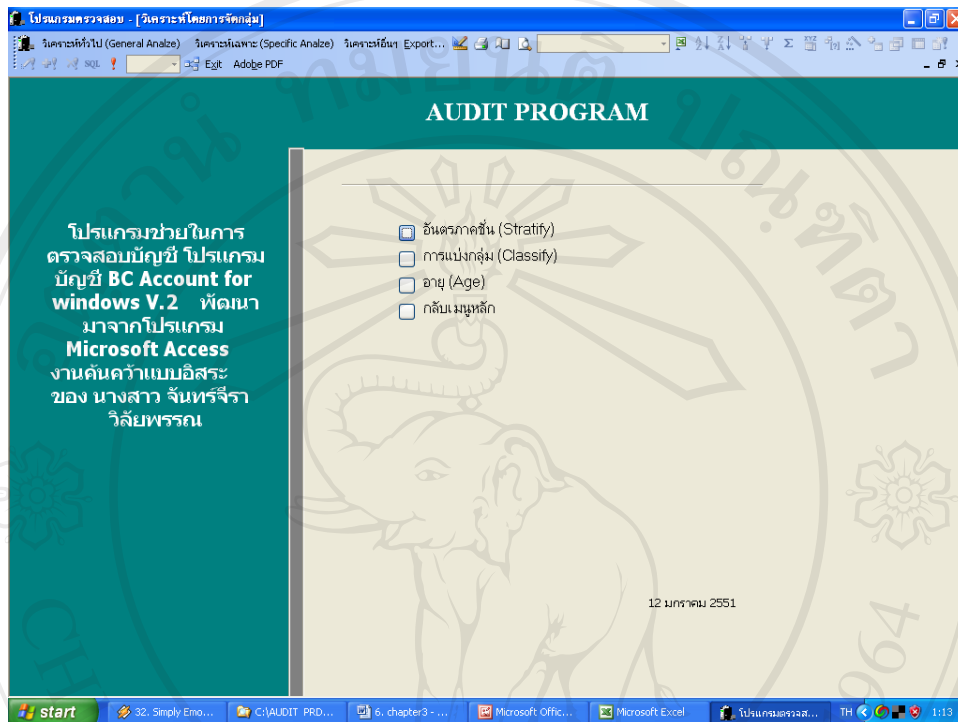 โปรแกรมตรวจสอบ - [วิเคราะห์โดยการจัดกลุ่ม]
วิเคราะห์ทั่วไป (General Analze) วิเคราะห์เฉพาะ (Specific Analze) วิเคราะห์อื่นๆ Export...
SQL Exit Adobe PDF
AUDIT PROGRAM
โปรแกรมช่วยในการ
ตรวจสอบบัญชี โปรแกรม
บัญชี BC Account for
windows V.2 พัฒนา
มาจากโปรแกรม
Microsoft Access
งานค้นคว้าแบบอิสระ
ของ นางสาว จันทร์จีรา
วิลัยพรรณ
อันตรภาคชั้น (Stratify)
การแบ่งกลุ่ม (Classify)
อายุ (Age)
กลับเมนูหลัก
12 มกราคม 2551
start 32. Simply Emo... C:\AUDIT PRD... 6. chapter3 - ... Microsoft Offic... Microsoft Excel โปรแกรมตรวจส... TH 1:13
964